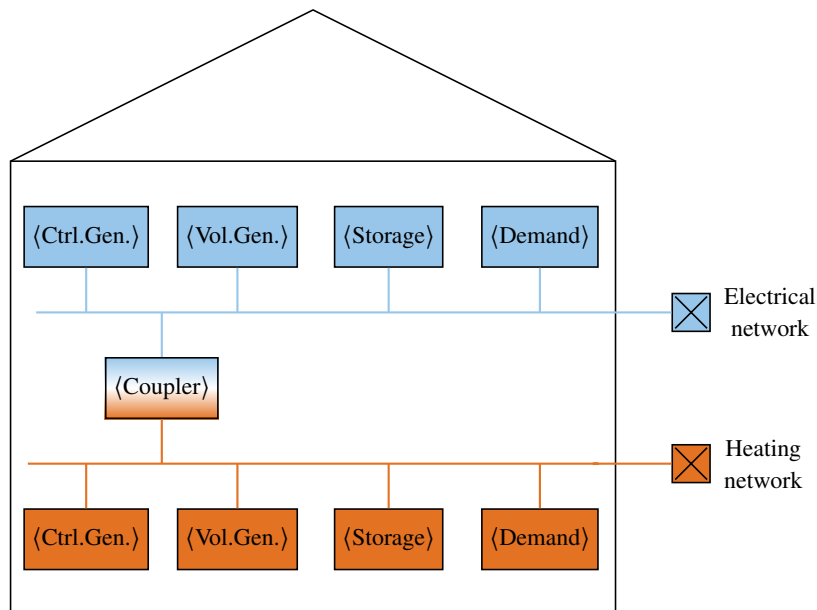 ⟨Ctrl.Gen.⟩ ⟨Vol.Gen.⟩ ⟨Storage⟩ ⟨Demand⟩
Electrical
network
⟨Coupler⟩
Heating
network
⟨Ctrl.Gen.⟩ ⟨Vol.Gen.⟩ ⟨Storage⟩ ⟨Demand⟩